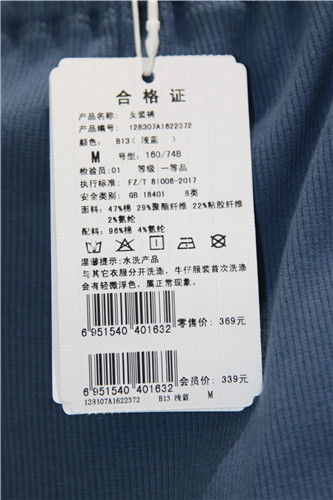 合格证
产品名称: 女装裤
产品编号: 128307A1622372
颜色: B13(浅蓝 )
M 号型: 160/74B
检验员:01 等级:一等品
执行标准: FZ/T 81006-2017
安全类别: GB 18401 B类
面料: 47%棉 29%聚酯纤维 22%粘胶纤维
2%氨纶
配料: 96%棉 4%氨纶
温馨提示:水洗产品
与其它衣服分开洗涤,牛仔服装首次洗涤
会有轻微浮色,属正常现象。
6 951540 401632 零售价: 369元
6 951540 401632 会员价: 339元
128307A1622372 B13 浅蓝 M